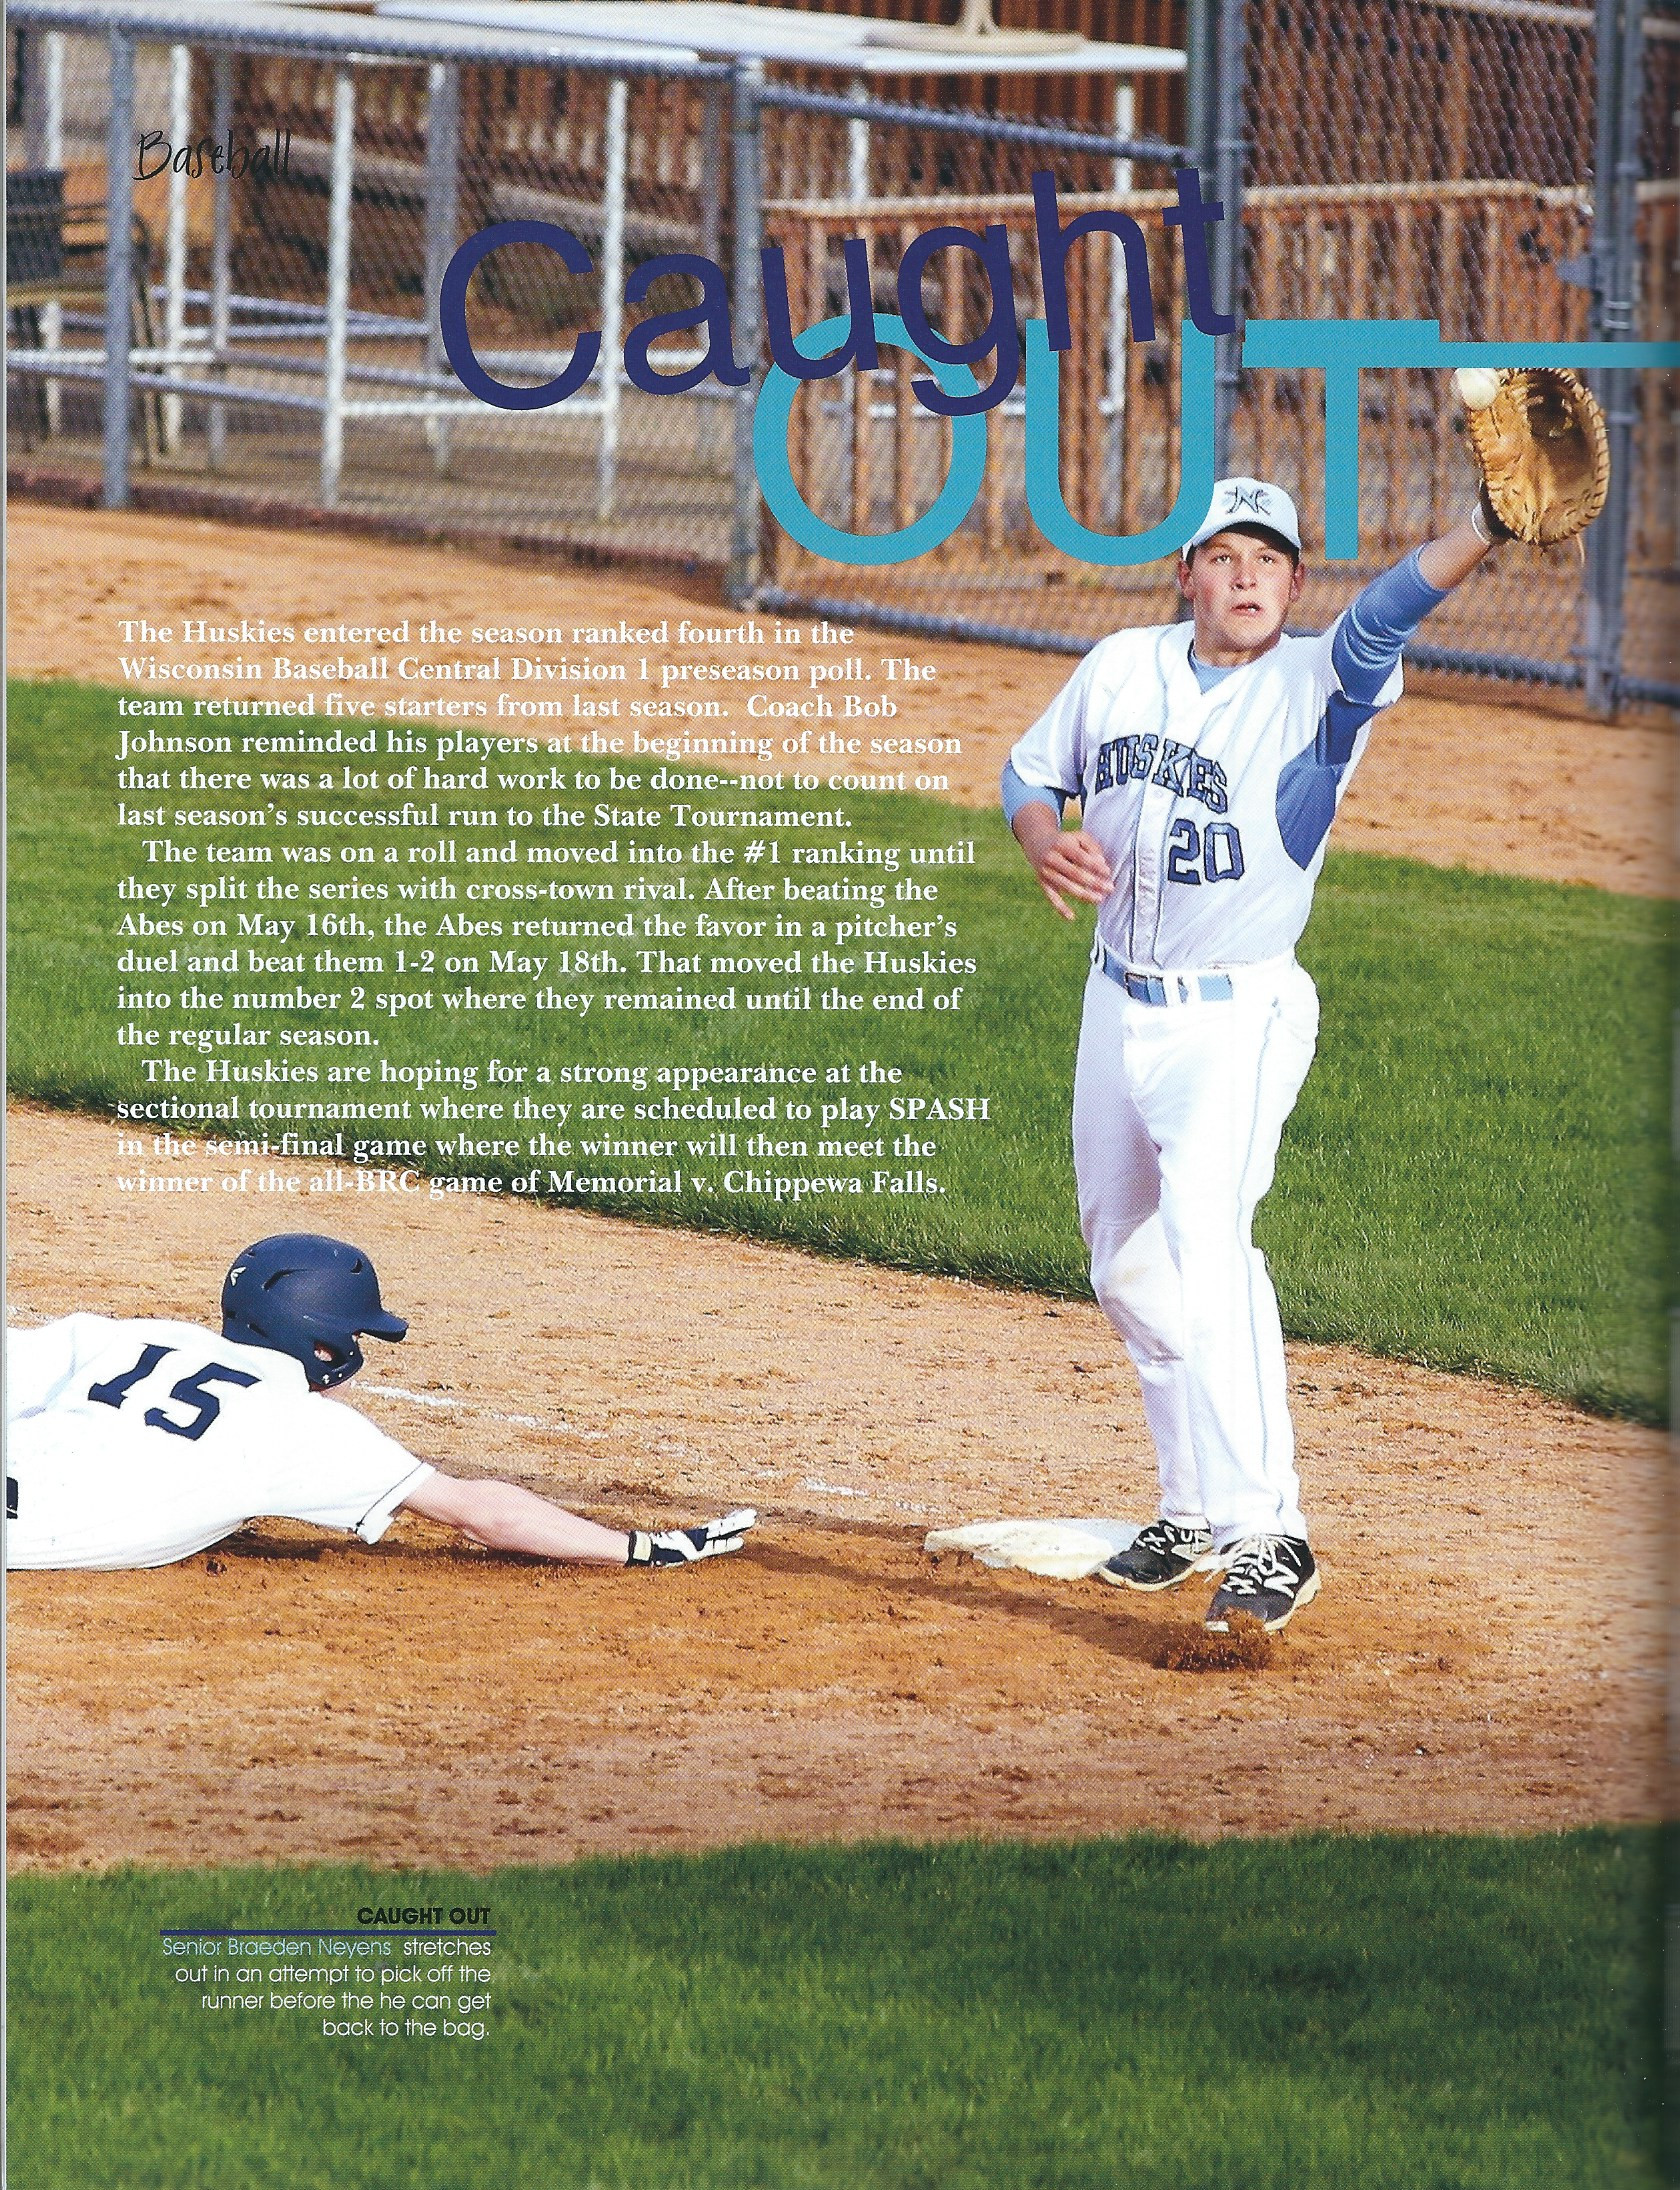 Baseball
Caught
OUT
N
The Huskies entered the season ranked fourth in the
Wisconsin Baseball Central Division 1 preseason poll. The
team returned five starters from last season. Coach Bob
Johnson reminded his players at the beginning of the season
that there was a lot of hard work to be done--not to count on
last season's successful run to the State Tournament.
The team was on a roll and moved into the #1 ranking until
they split the series with cross-town rival. After beating the
Abes on May 16th, the Abes returned the favor in a pitcher's
duel and beat them 1-2 on May 18th. That moved the Huskies
into the number 2 spot where they remained until the end of
the regular season.
The Huskies are hoping for a strong appearance at the
sectional tournament where they are scheduled to play SPASH
in the semi-final game where the winner will then meet the
winner of the all-BRC game of Memorial v. Chippewa Falls.
HUSKIES
20
15
N
CAUGHT OUT
Senior Braeden Neyens stretches
out in an attempt to pick off the
runner before the he can get
back to the bag.